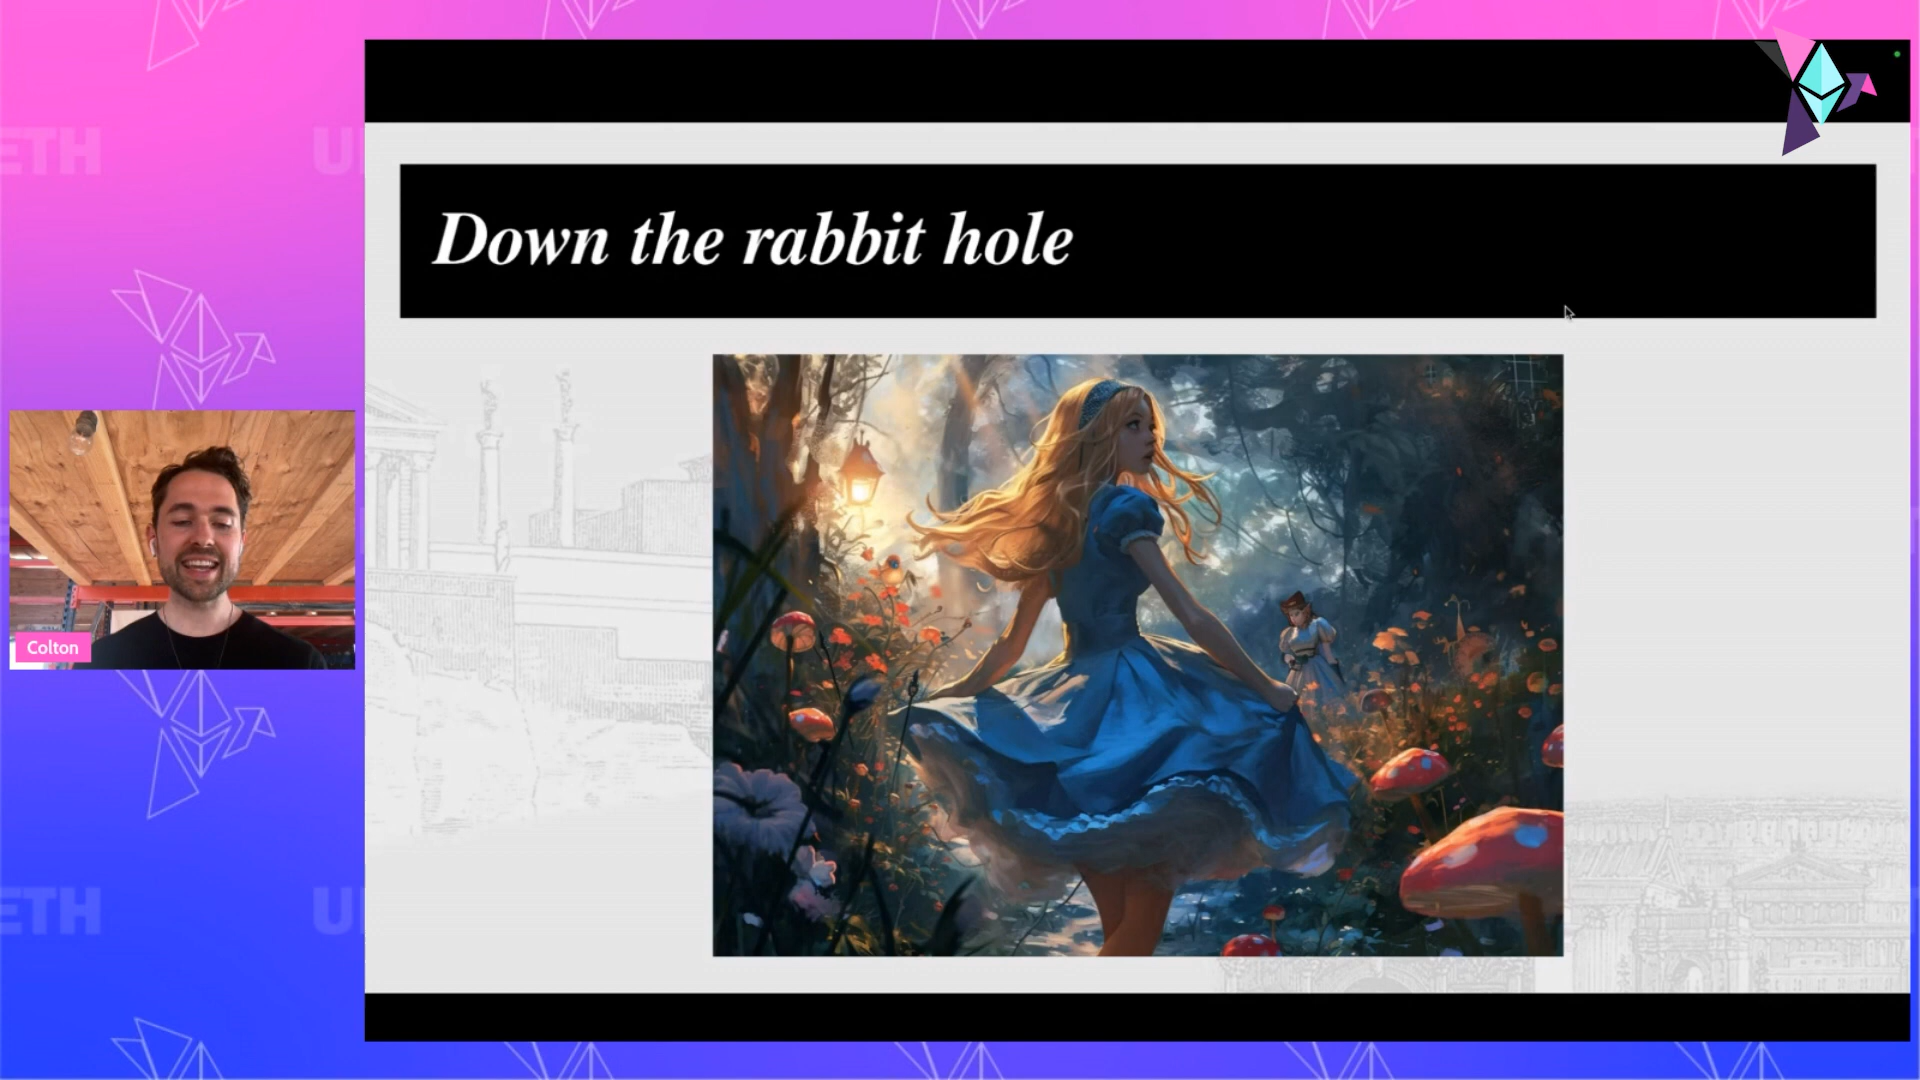 ETH
U
Down the rabbit hole
Colton
ETH
U